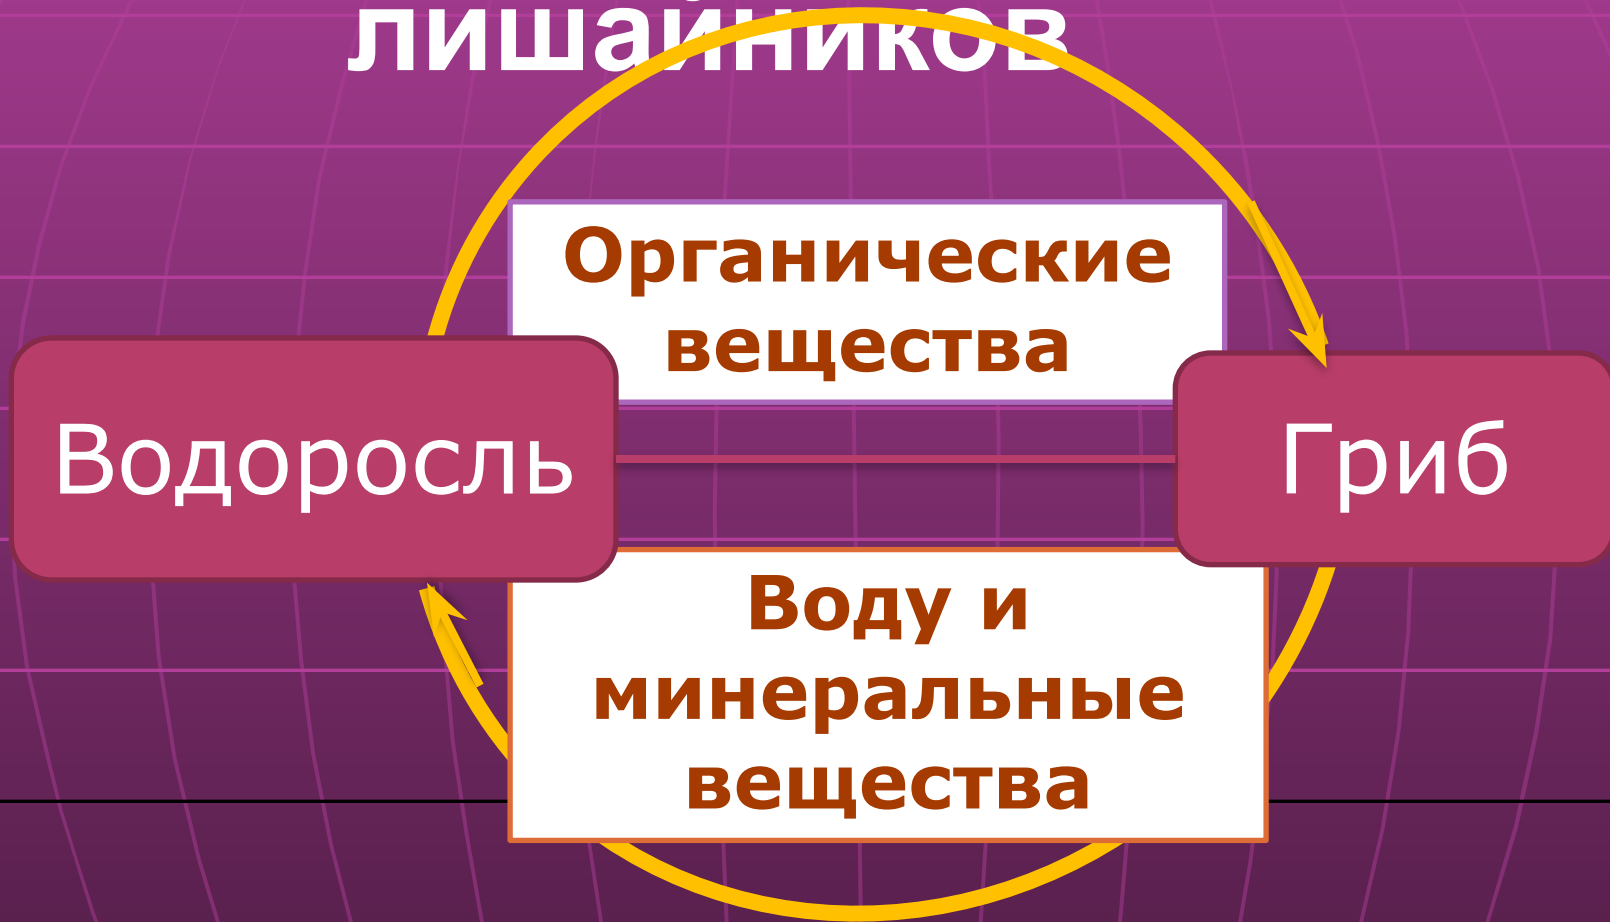 лишайников
Органические
вещества
Водоросль
Гриб
Воду и
минеральные
вещества